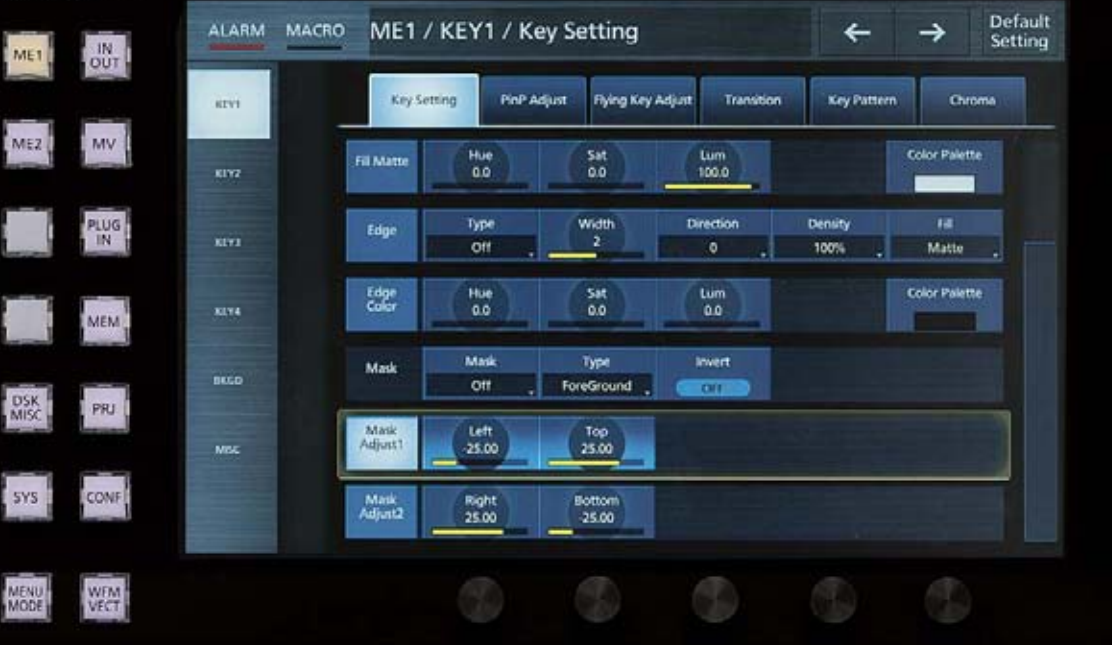 ME1
IN
OUT
ME2
MV
PLUG
IN
MEM
DSK
MISC
PRJ
SYS
CONF
MENU
MODE
WFM
VECT
ALARM
MACRO
ME1 / KEY1 / Key Setting
← →
Default
Setting
KEY1
KEY2
KEY3
KEY4
BKGD
MISC
Key Setting PinP Adjust Flying Key Adjust Transition Key Pattern Chroma
Fill Matte Hue Sat Lum Color Palette
0.0 0.0 100.0
Edge Type Width Direction Density Fill
Off 2 0 100% Matte
Edge
Color
Hue Sat Lum Color Palette
0.0 0.0 0.0
Mask Mask Type Invert
Off ForeGround OFF
Mask
Adjust1
Left Top
-25.00 25.00
Mask
Adjust2
Right Bottom
25.00 -25.00